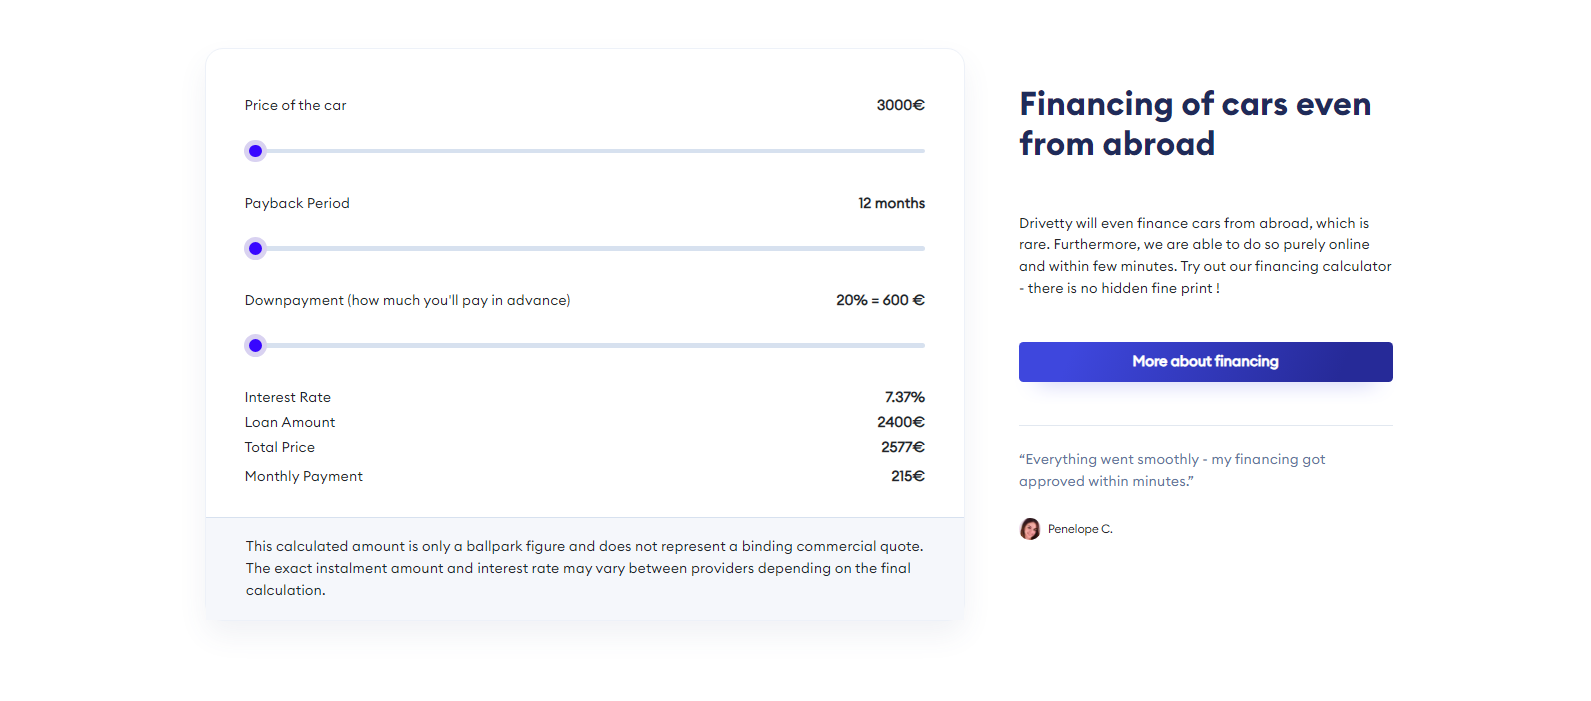 Price of the car 3000€
Payback Period 12 months
Downpayment (how much you'll pay in advance) 20% = 600 €
Interest Rate 7.37%
Loan Amount 2400€
Total Price 2577€
Monthly Payment 215€
This calculated amount is only a ballpark figure and does not represent a binding commercial quote.
The exact instalment amount and interest rate may vary between providers depending on the final
calculation.
Financing of cars even
from abroad
Drivetty will even finance cars from abroad, which is
rare. Furthermore, we are able to do so purely online
and within few minutes. Try out our financing calculator
- there is no hidden fine print !
More about financing
“Everything went smoothly - my financing got
approved within minutes.”
Penelope C.